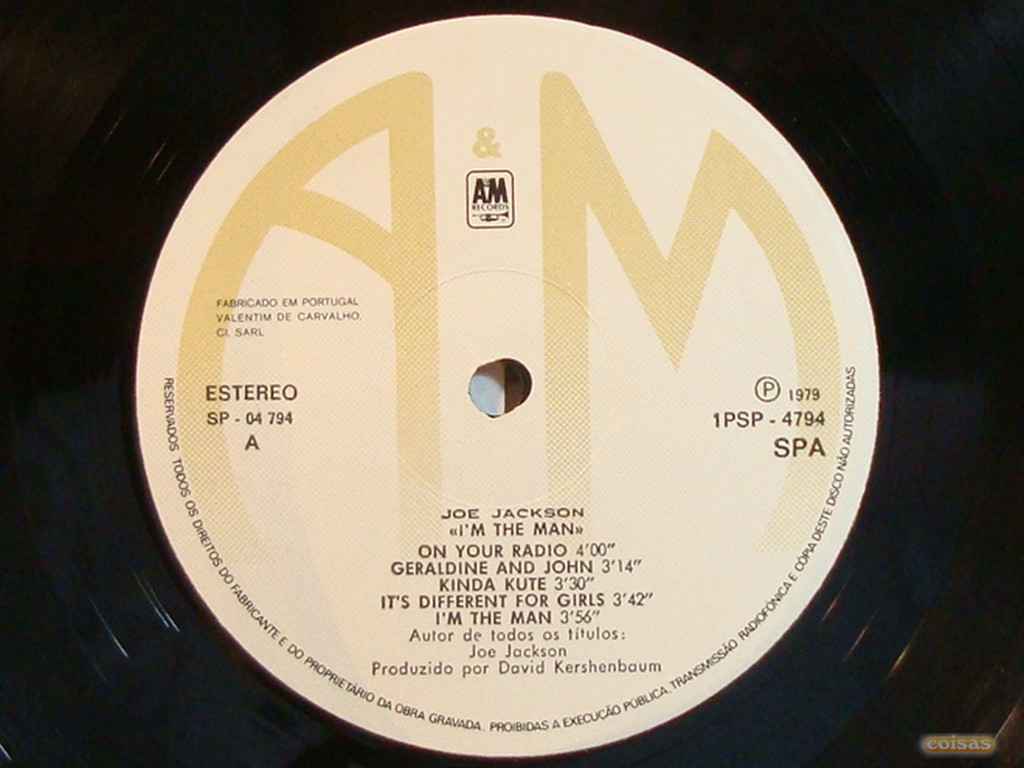 A & M
A&M
RECORDS
FABRICADO EM PORTUGAL
VALENTIM DE CARVALHO,
CI, SARL
ESTEREO
SP - 04 794
A
Ⓟ 1979
1PSP - 4794
SPA
JOE JACKSON
«I'M THE MAN»
ON YOUR RADIO 4'00"
GERALDINE AND JOHN 3'14"
KINDA KUTE 3'30"
IT'S DIFFERENT FOR GIRLS 3'42"
I'M THE MAN 3'56"
Autor de todos os títulos:
Joe Jackson
Produzido por David Kershenbaum
RESERVADOS TODOS OS DIREITOS DO FABRICANTE E DO PROPRIETÁRIO DA OBRA GRAVADA. PROIBIDAS A EXECUÇÃO PÚBLICA, TRANSMISSÃO RADIOFÓNICA E CÓPIA DESTE DISCO NÃO AUTORIZADAS
coisas